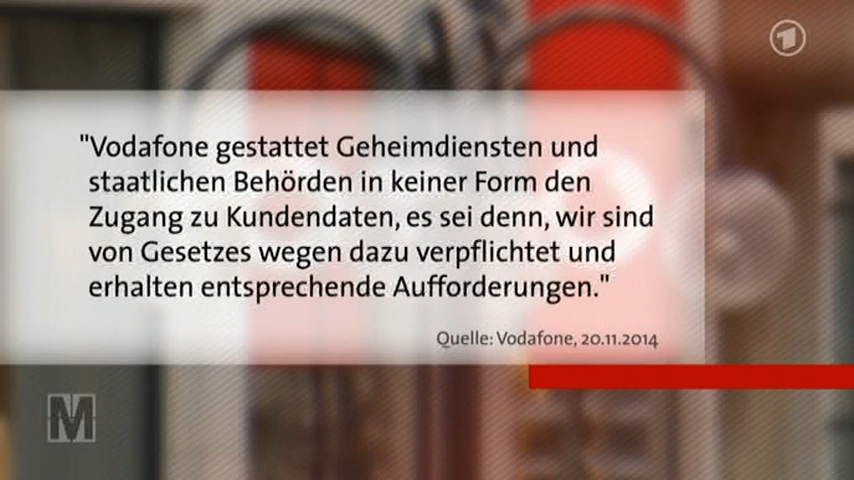 1
"Vodafone gestattet Geheimdiensten und
staatlichen Behörden in keiner Form den
Zugang zu Kundendaten, es sei denn, wir sind
von Gesetzes wegen dazu verpflichtet und
erhalten entsprechende Aufforderungen."
Quelle: Vodafone, 20.11.2014
M